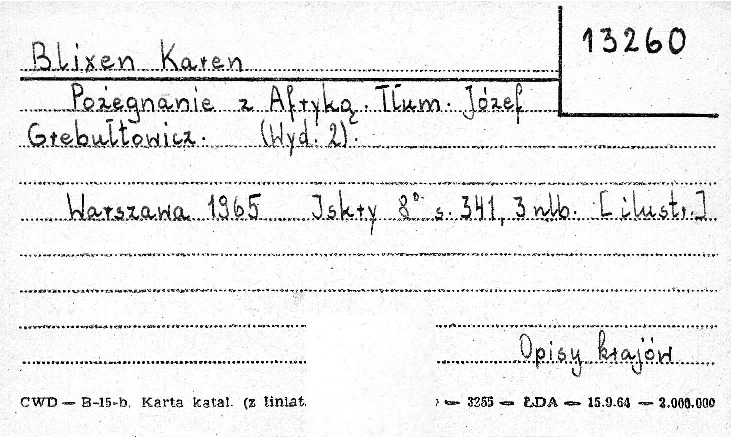 13260
Blixen Karen
Pożegnanie z Afryką. Tłum. Józef
Grebułtowicz. (Wyd. 2).
Warszawa 1965 Iskry 8° s. 341, 3 nlb. [ilustr.]
Opisy krajów
CWD — B-15-b. Karta katal. (z liniat. — 3255 — ŁDA — 15.9.64 — 2.000.000